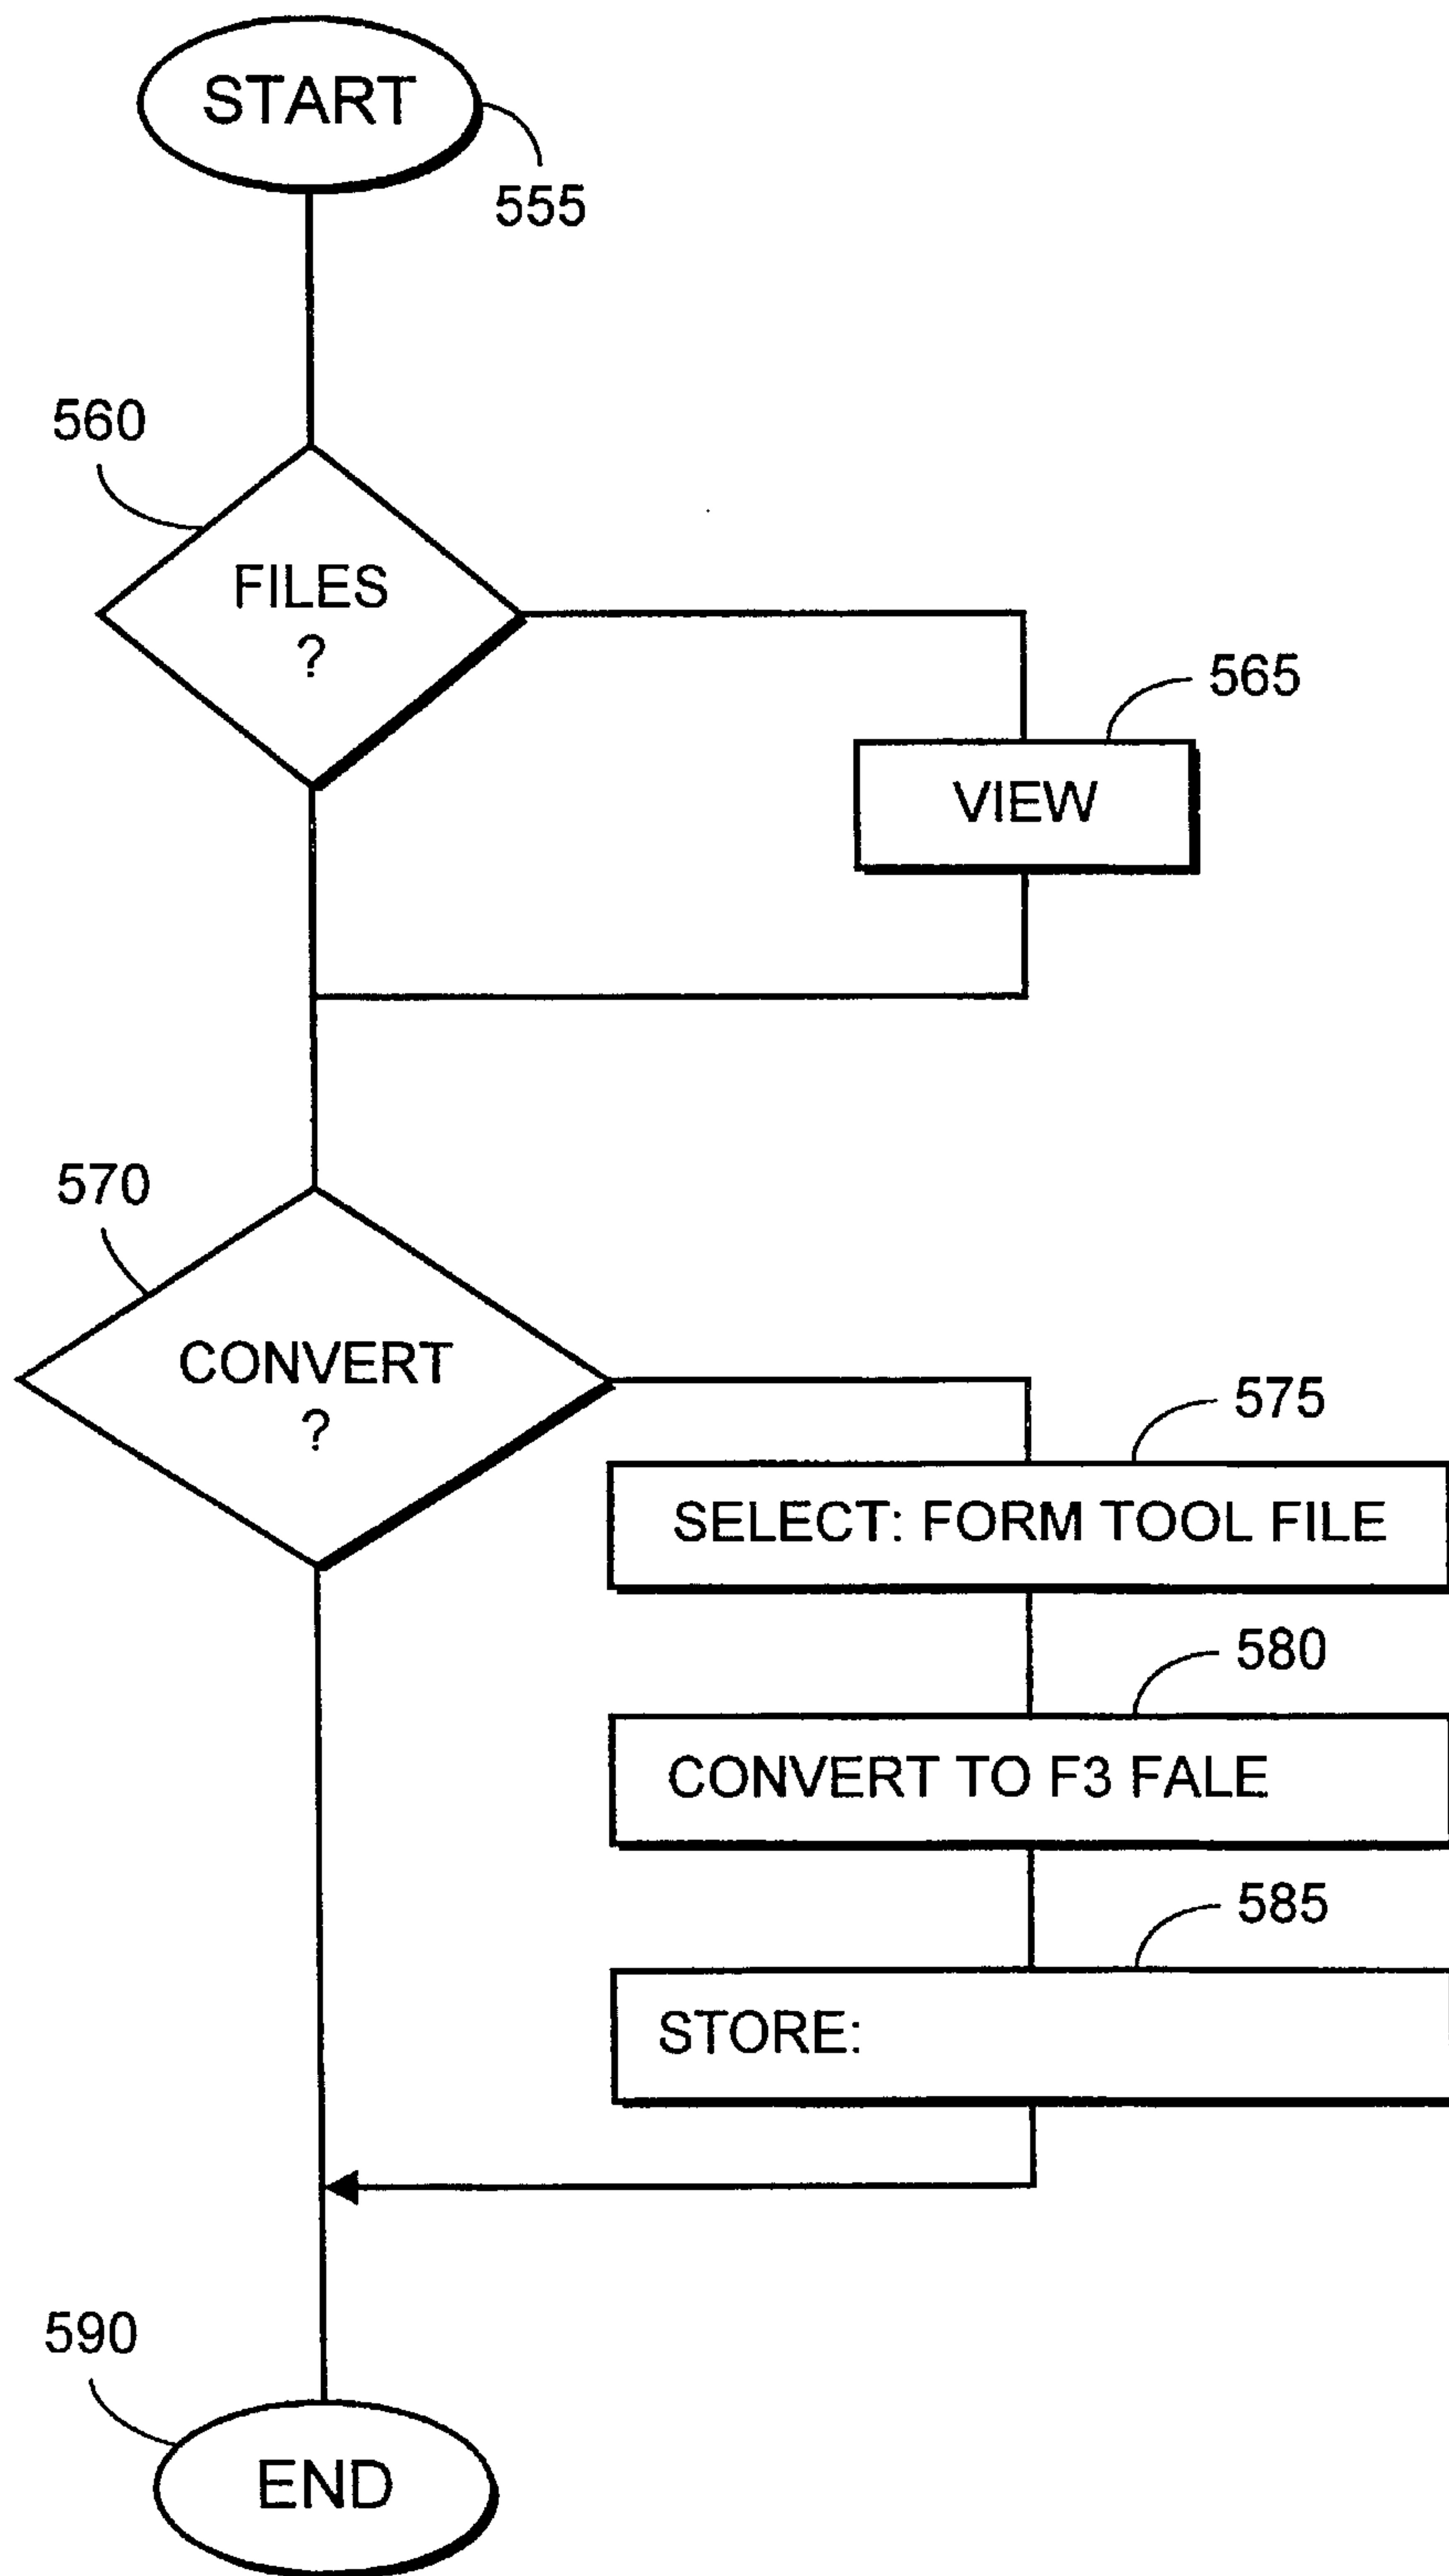 START
555
560
FILES
?
565
VIEW
570
CONVERT
?
575
SELECT: FORM TOOL FILE
580
CONVERT TO F3 FALE
585
STORE:
590
END